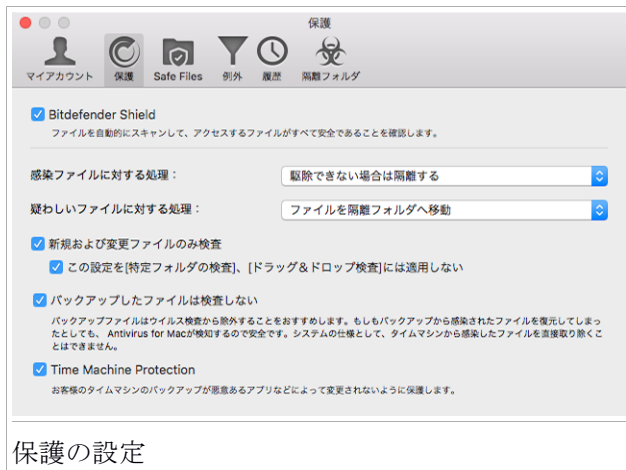 保護
マイアカウント 保護 Safe Files 例外 履歴 隔離フォルダ
Bitdefender Shield
ファイルを自動的にスキャンして、アクセスするファイルがすべて安全であることを確認します。
感染ファイルに対する処理： 駆除できない場合は隔離する
疑わしいファイルに対する処理： ファイルを隔離フォルダへ移動
新規および変更ファイルのみ検査
この設定を[特定フォルダの検査]、[ドラッグ＆ドロップ検査]には適用しない
バックアップしたファイルは検査しない
バックアップファイルはウイルス検査から除外することをおすすめします。もしもバックアップから感染されたファイルを復元してしまっ
たとしても、 Antivirus for Macが検知するので安全です。システムの仕様として、タイムマシンから感染したファイルを直接取り除くこ
とはできません。
Time Machine Protection
お客様のタイムマシンのバックアップが悪意あるアプリなどによって変更されないように保護します。
保護の設定